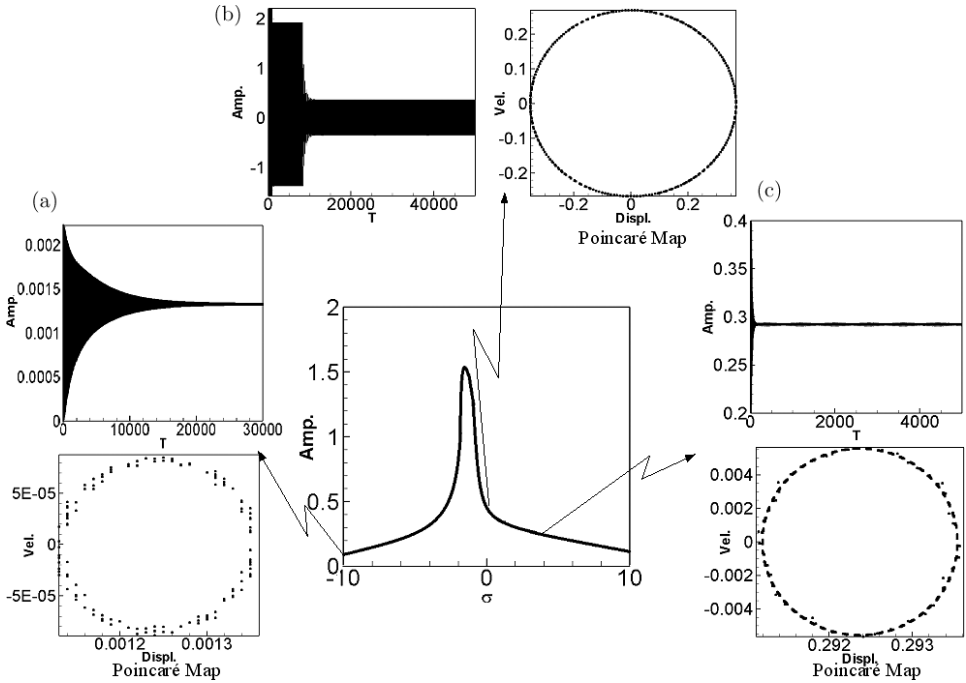 (b)
2
1
0
-1
Amp.
0
20000
40000
T
0.2
0.1
0
-0.1
-0.2
Vel.
-0.2
0
0.2
Displ.
Poincaré Map
(a)
0.002
0.0015
0.001
0.0005
0
Amp.
0
10000
20000
30000
T
5E-05
0
-5E-05
Vel.
0.0012
0.0013
Displ.
Poincaré Map
2
1.5
1
0.5
0
Amp.
-10
0
10
σ
(c)
0.4
0.35
0.3
0.25
0.2
Amp.
0
2000
4000
T
0.004
0.002
0
-0.002
-0.004
Vel.
0.292
0.293
Displ.
Poincaré Map